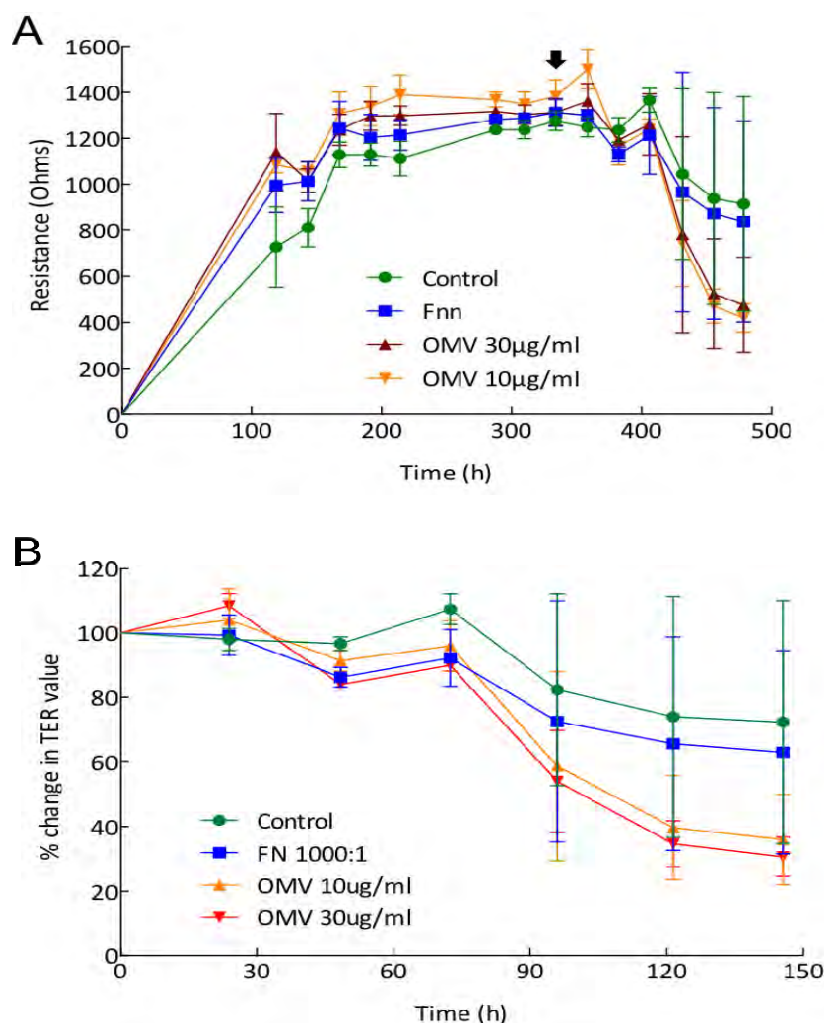 A
1600
1400
1200
1000
800
600
400
200
0
Resistance (Ohms)
Control
Fnn
OMV 30µg/ml
OMV 10µg/ml
0 100 200 300 400 500
Time (h)
B
120
100
80
60
40
20
0
% change in TER value
Control
FN 1000:1
OMV 10ug/ml
OMV 30ug/ml
0 30 60 90 120 150
Time (h)